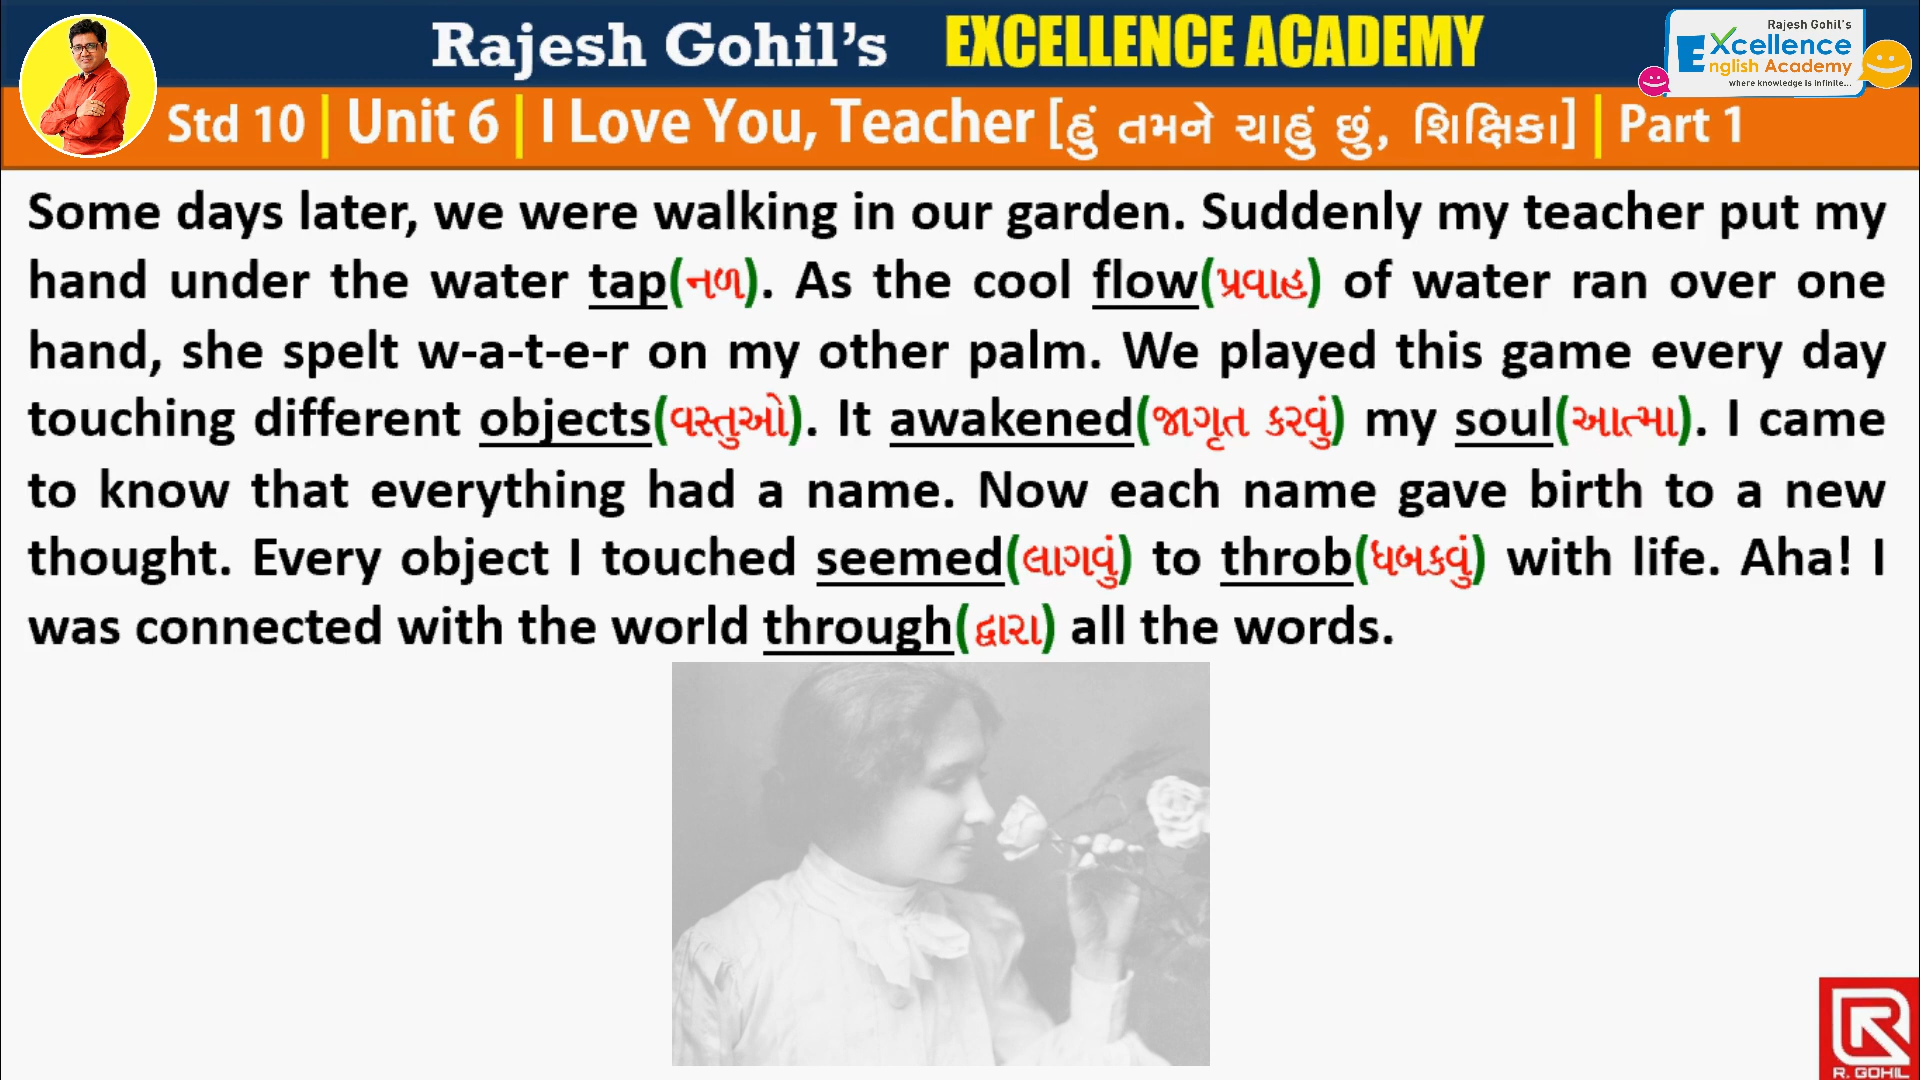 Rajesh Gohil's EXCELLENCE ACADEMY
Rajesh Gohil's
Excellence
English Academy
where knowledge is infinite...
Std 10 | Unit 6 | I Love You, Teacher [હું તમને ચાહું છું, શિક્ષિકા] | Part 1
Some days later, we were walking in our garden. Suddenly my teacher put my
hand under the water tap(નળ). As the cool flow(પ્રવાહ) of water ran over one
hand, she spelt w-a-t-e-r on my other palm. We played this game every day
touching different objects(વસ્તુઓ). It awakened(જાગૃત કરવું) my soul(આત્મા). I came
to know that everything had a name. Now each name gave birth to a new
thought. Every object I touched seemed(લાગવું) to throb(ધબકવું) with life. Aha! I
was connected with the world through(દ્વારા) all the words.
R. GOHIL